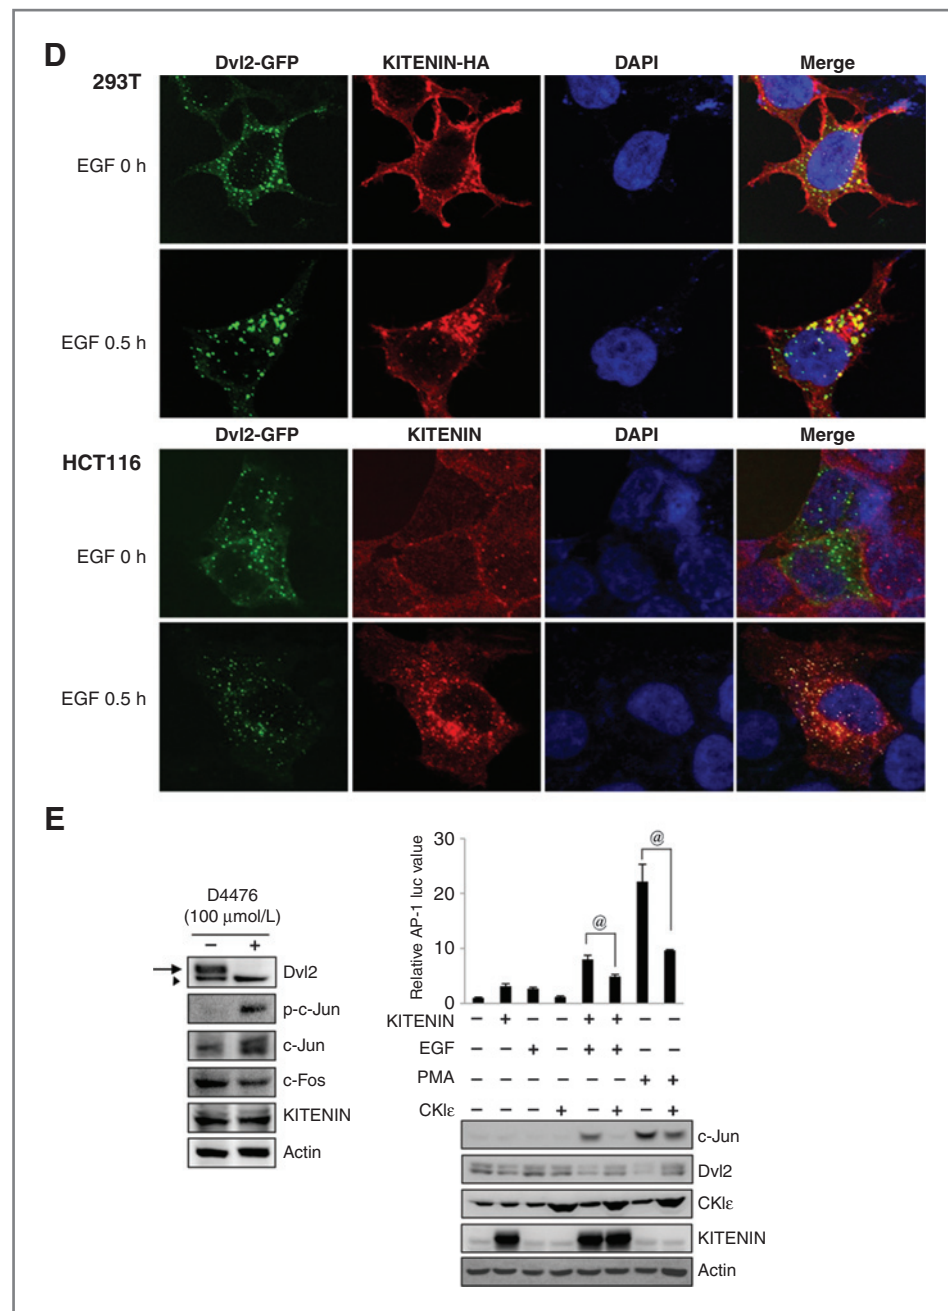 D
Dvl2-GFP KITENIN-HA DAPI Merge
293T
EGF 0 h
EGF 0.5 h
Dvl2-GFP KITENIN DAPI Merge
HCT116
EGF 0 h
EGF 0.5 h
E
D4476
(100 µmol/L)
– +
Dvl2
p-c-Jun
c-Jun
c-Fos
KITENIN
Actin
Relative AP-1 luc value
30
20
10
0
@
@
KITENIN – + – – + + – –
EGF – – + – + + – –
PMA – – – – – – + +
CKIε – – – + – + – +
c-Jun
Dvl2
CKIε
KITENIN
Actin